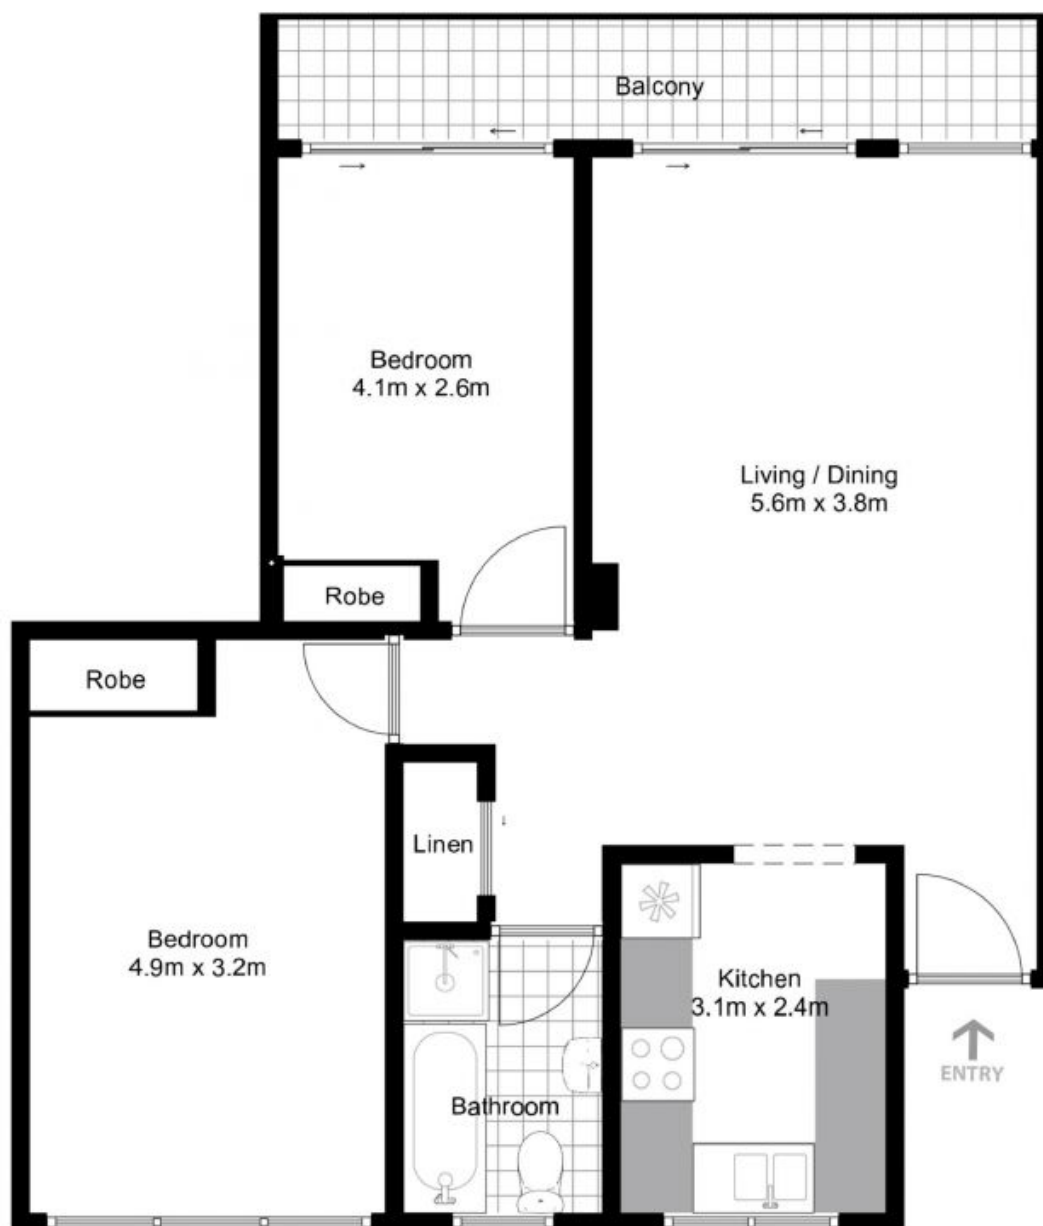 Balcony
Bedroom
4.1m x 2.6m
Living / Dining
5.6m x 3.8m
Robe
Robe
Linen
Bedroom
4.9m x 3.2m
Kitchen
3.1m x 2.4m
ENTRY
Bathroom